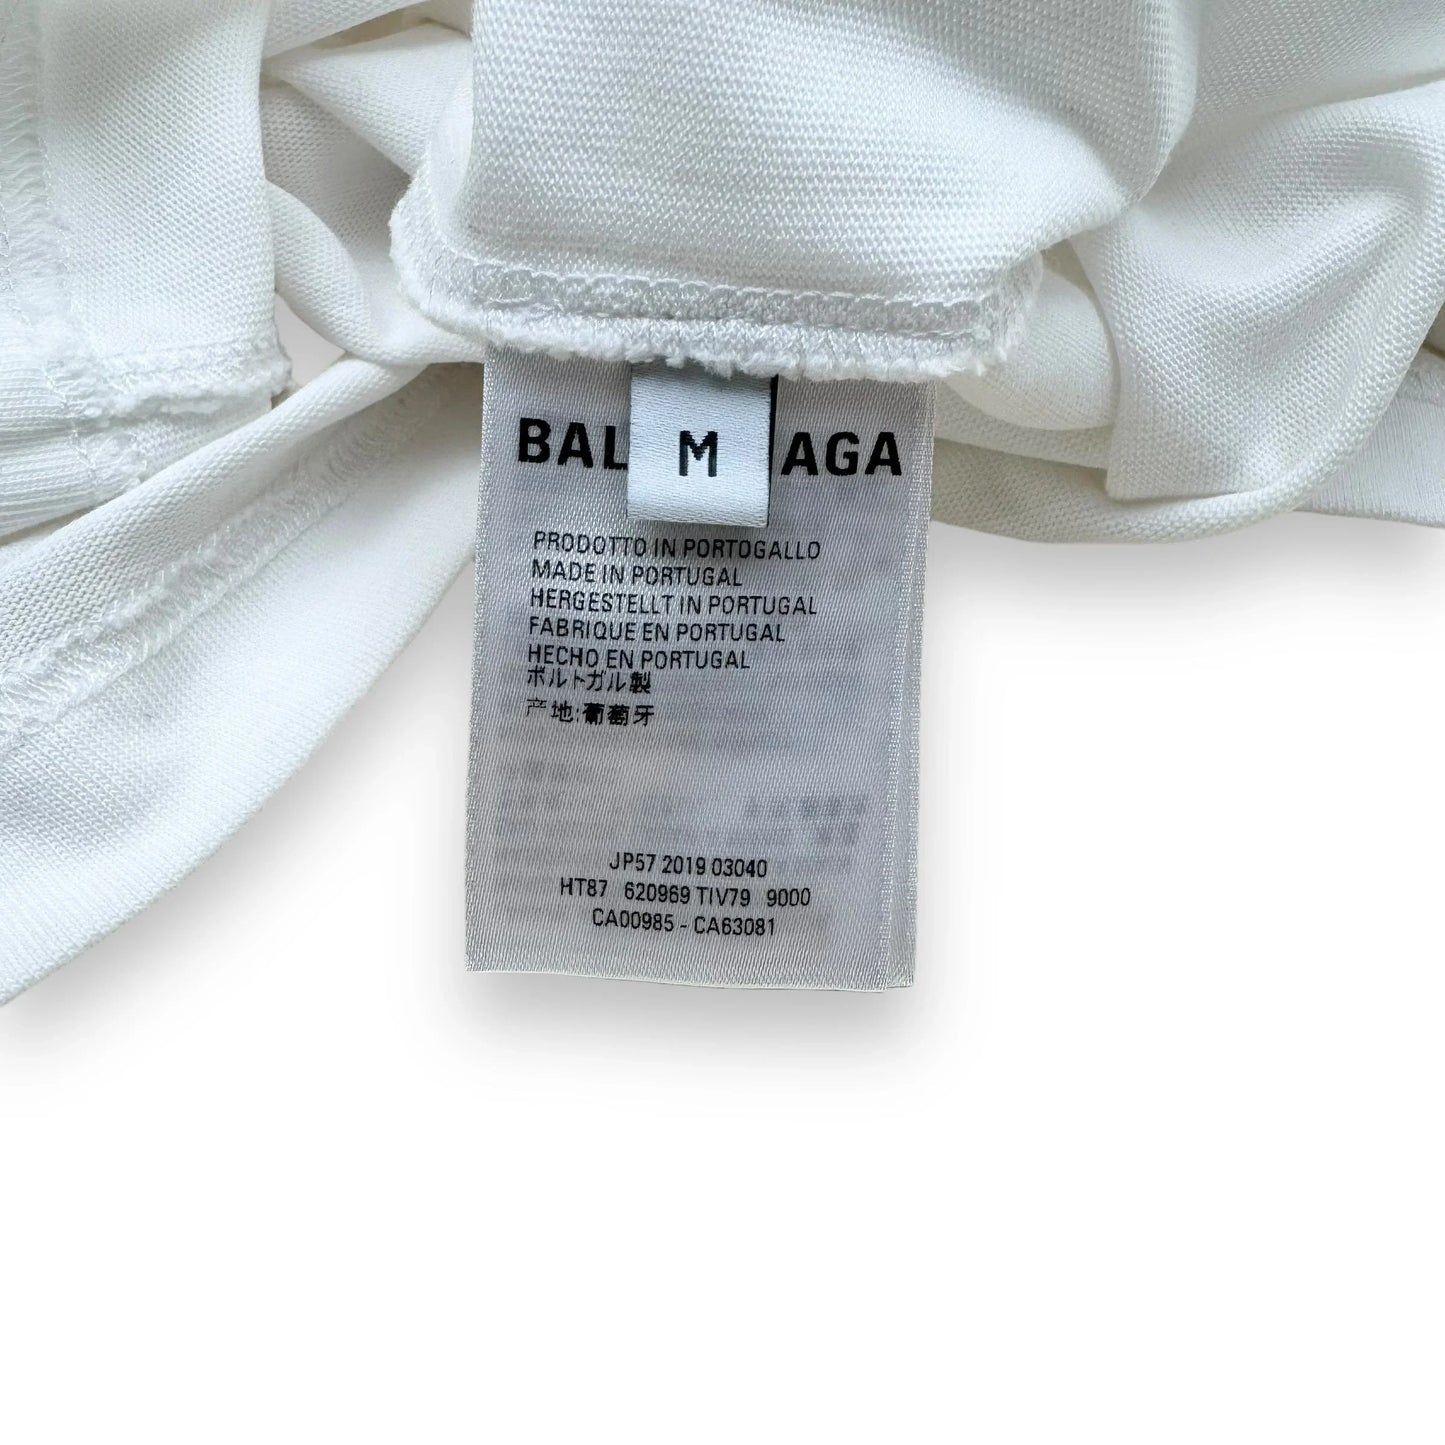 BAL M AGA
PRODOTTO IN PORTOGALLO
MADE IN PORTUGAL
HERGESTELLT IN PORTUGAL
FABRIQUE EN PORTUGAL
HECHO EN PORTUGAL
ポルトガル製
产地:葡萄牙
JP57 2019 03040
HT87 620969 TIV79 9000
CA00985 - CA63081